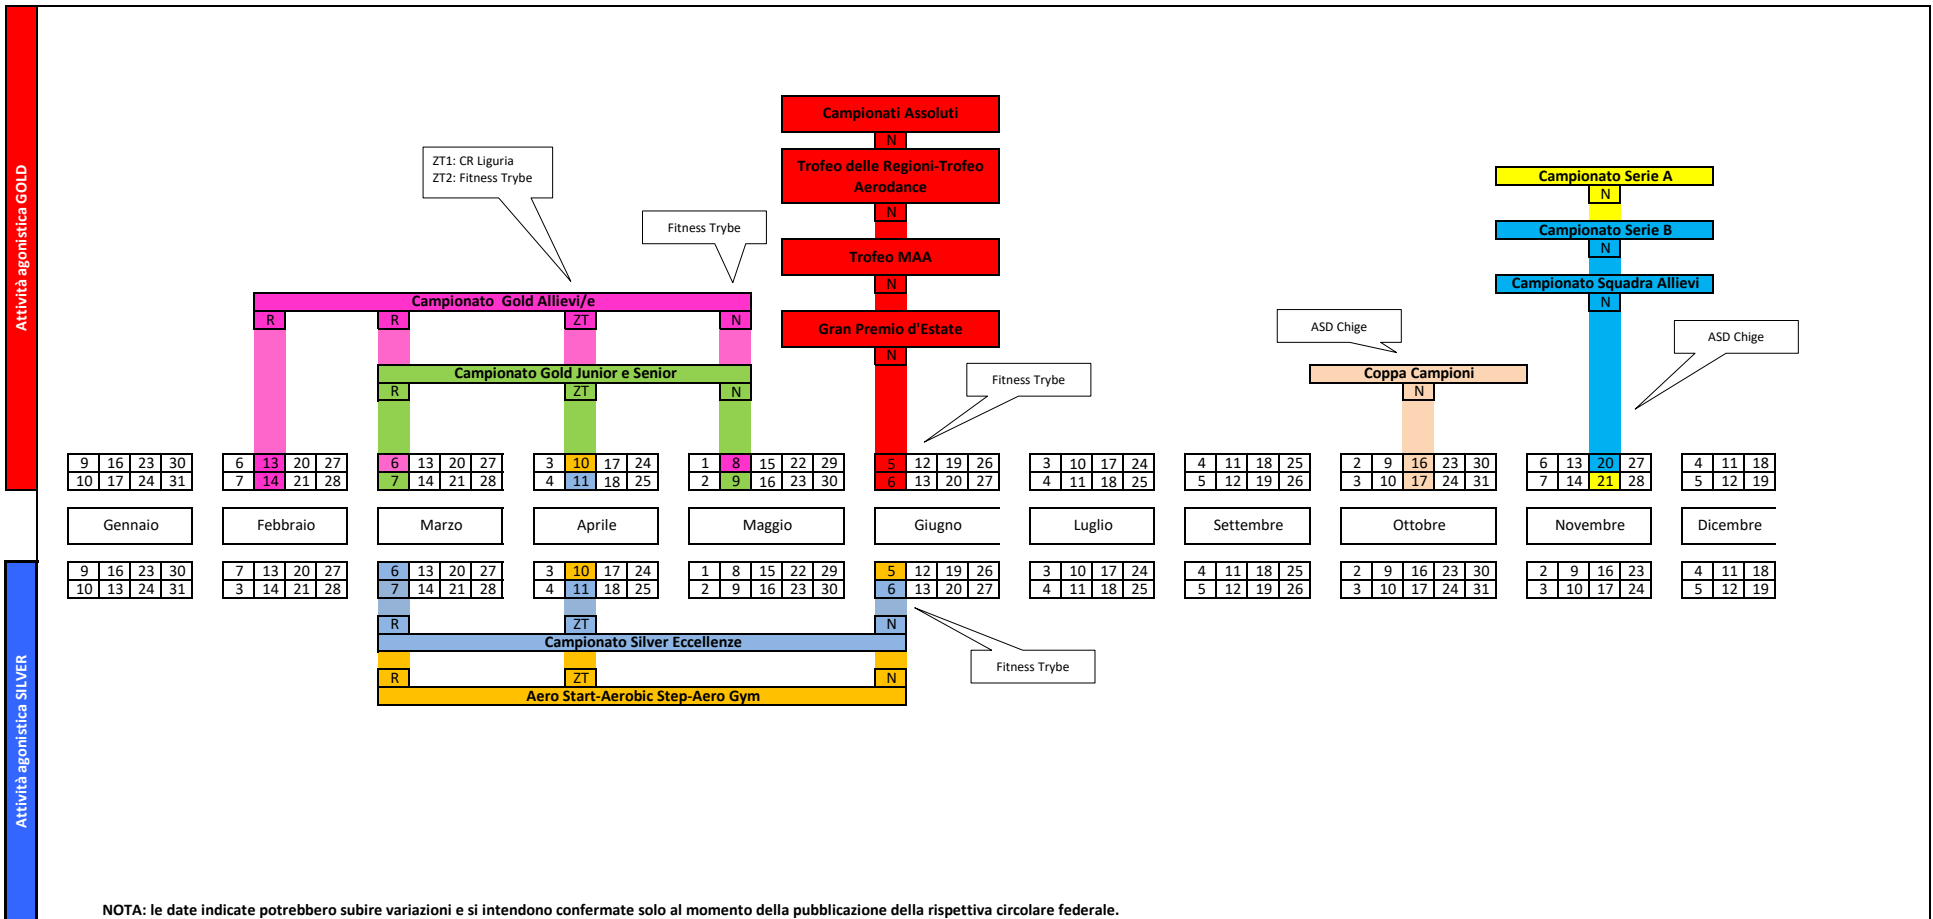 Attività agonistica GOLD
Campionati Assoluti
N
ZT1: CR Liguria
ZT2: Fitness Trybe
Trofeo delle Regioni-Trofeo
Aerodance
N
Campionato Serie A
N
Fitness Trybe
Campionato Serie B
N
Trofeo MAA
N
Campionato Squadra Allievi
N
Campionato Gold Allievi/e
R R ZT N
Gran Premio d'Estate
N
ASD Chige
ASD Chige
Campionato Gold Junior e Senior
R ZT N
Fitness Trybe
Coppa Campioni
N
9 16 23 30 6 13 20 27 6 13 20 27 3 10 17 24 1 8 15 22 29 5 12 19 26 3 10 17 24 4 11 18 25 2 9 16 23 30 6 13 20 27 4 11 18
10 17 24 31 7 14 21 28 7 14 21 28 4 11 18 25 2 9 16 23 30 6 13 20 27 4 11 18 25 5 12 19 26 3 10 17 24 31 7 14 21 28 5 12 19
Gennaio Febbraio Marzo Aprile Maggio Giugno Luglio Settembre Ottobre Novembre Dicembre
Attività agonistica SILVER
9 16 23 30 7 13 20 27 6 13 20 27 3 10 17 24 1 8 15 22 29 5 12 19 26 3 10 17 24 4 11 18 25 2 9 16 23 30 2 9 16 23 4 11 18
10 13 24 31 3 14 21 28 7 14 21 28 4 11 18 25 2 9 16 23 30 6 13 20 27 4 11 18 25 5 12 19 26 3 10 17 24 31 3 10 17 24 5 12 19
R ZT N
Campionato Silver Eccellenze
Fitness Trybe
R ZT N
Aero Start-Aerobic Step-Aero Gym
NOTA: le date indicate potrebbero subire variazioni e si intendono confermate solo al momento della pubblicazione della rispettiva circolare federale.